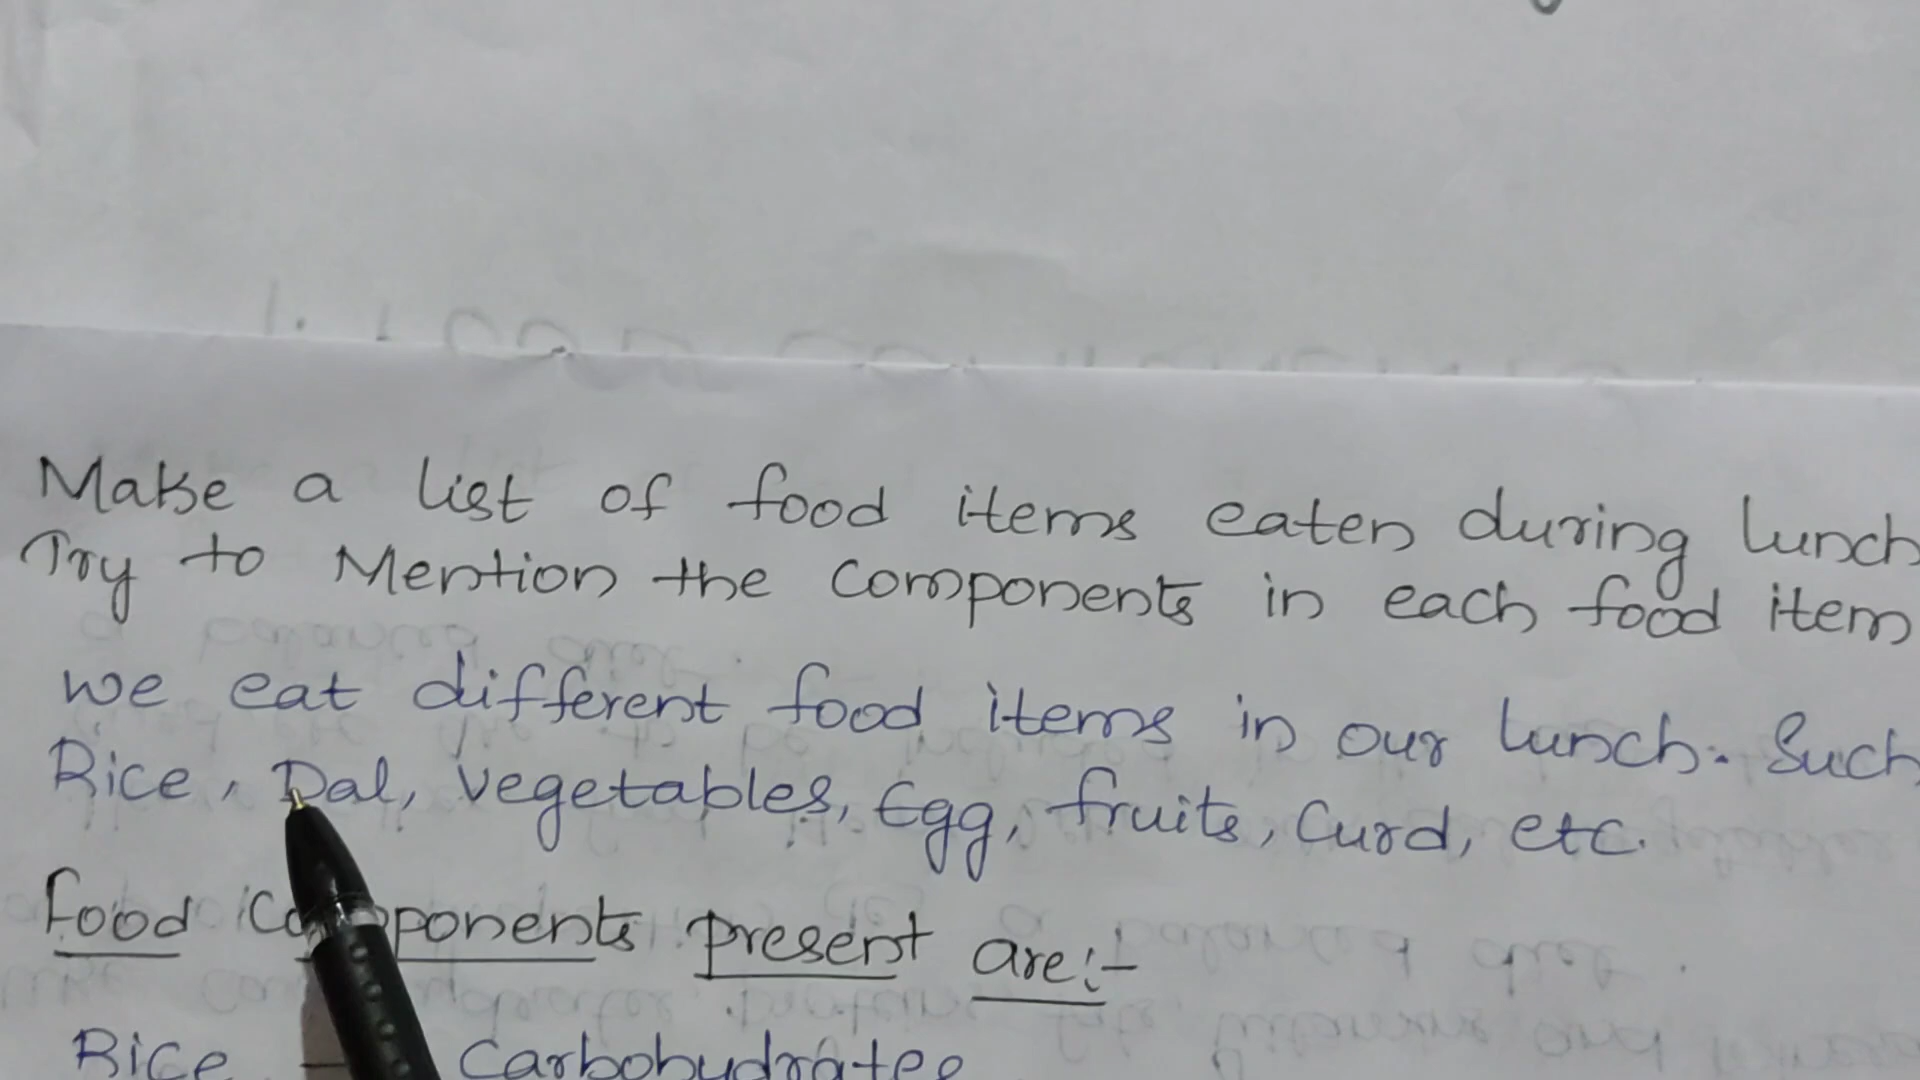 Make a list of food items eaten during lunch
Try to Mention the components in each food item
we eat different food items in our lunch. Such
Rice, Dal, vegetables, Egg, fruits, Curd, etc.
Food Components present are:-
Rice - Carbohydrates